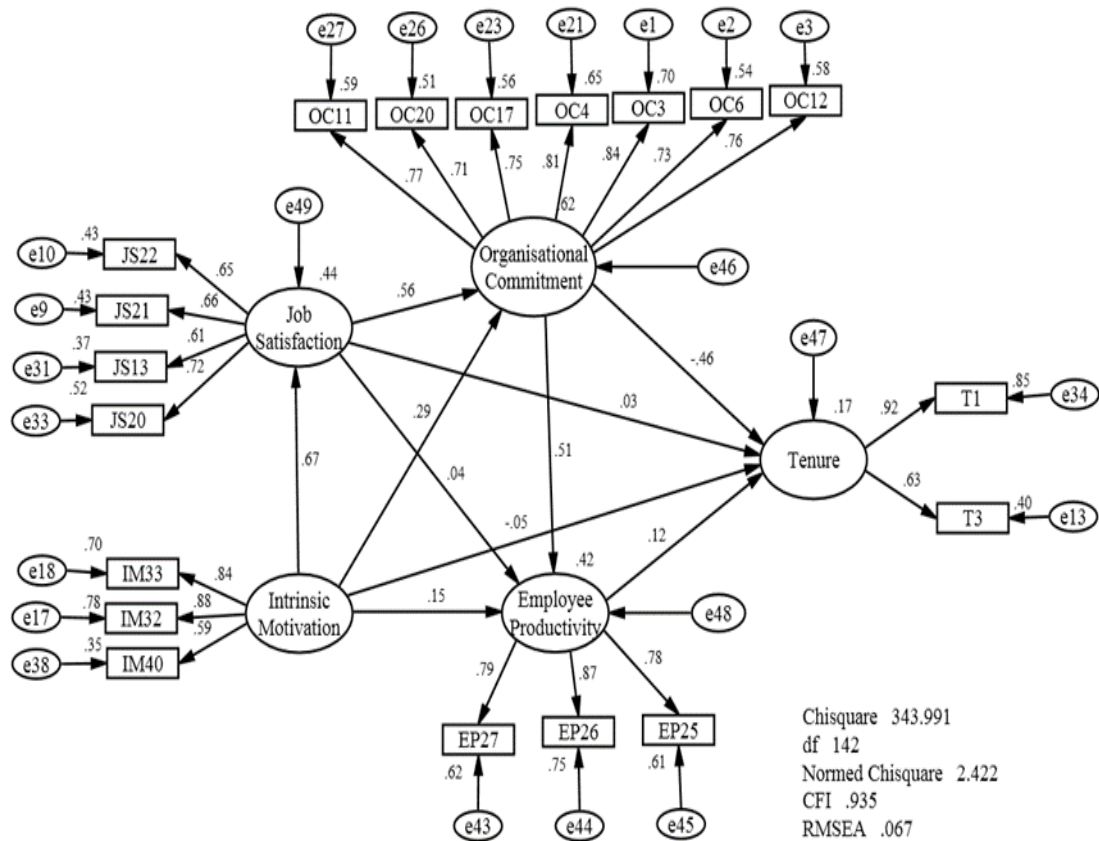 e27
e26
e23
e21
e1
e2
e3
.59
.51
.56
.65
.70
.54
.58
OC11
OC20
OC17
OC4
OC3
OC6
OC12
.77
.71
.75
.81
.84
.73
.76
.62
e49
Organisational
Commitment
e46
e10
.43
JS22
.65
.44
e9
.43
JS21
.66
Job
Satisfaction
.56
e31
.37
JS13
.61
e33
.52
JS20
.72
-.46
e47
.03
.17
Tenure
.92
T1
.85
e34
.63
T3
.40
e13
.67
.29
.04
.51
-.05
.12
e18
.70
IM33
.84
e17
.78
IM32
.88
e38
.35
IM40
.59
Intrinsic
Motivation
.15
.42
Employee
Productivity
e48
.79
.87
.78
EP27
EP26
EP25
.62
.75
.61
e43
e44
e45
Chisquare 343.991
df 142
Normed Chisquare 2.422
CFI .935
RMSEA .067